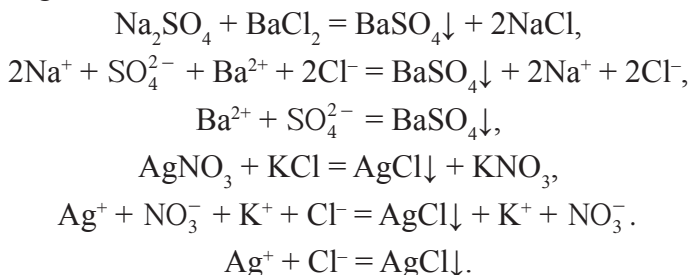 Na₂SO₄ + BaCl₂ = BaSO₄↓ + 2NaCl,
2Na⁺ + SO₄²⁻ + Ba²⁺ + 2Cl⁻ = BaSO₄↓ + 2Na⁺ + 2Cl⁻,
Ba²⁺ + SO₄²⁻ = BaSO₄↓,
AgNO₃ + KCl = AgCl↓ + KNO₃,
Ag⁺ + NO₃⁻ + K⁺ + Cl⁻ = AgCl↓ + K⁺ + NO₃⁻.
Ag⁺ + Cl⁻ = AgCl↓.